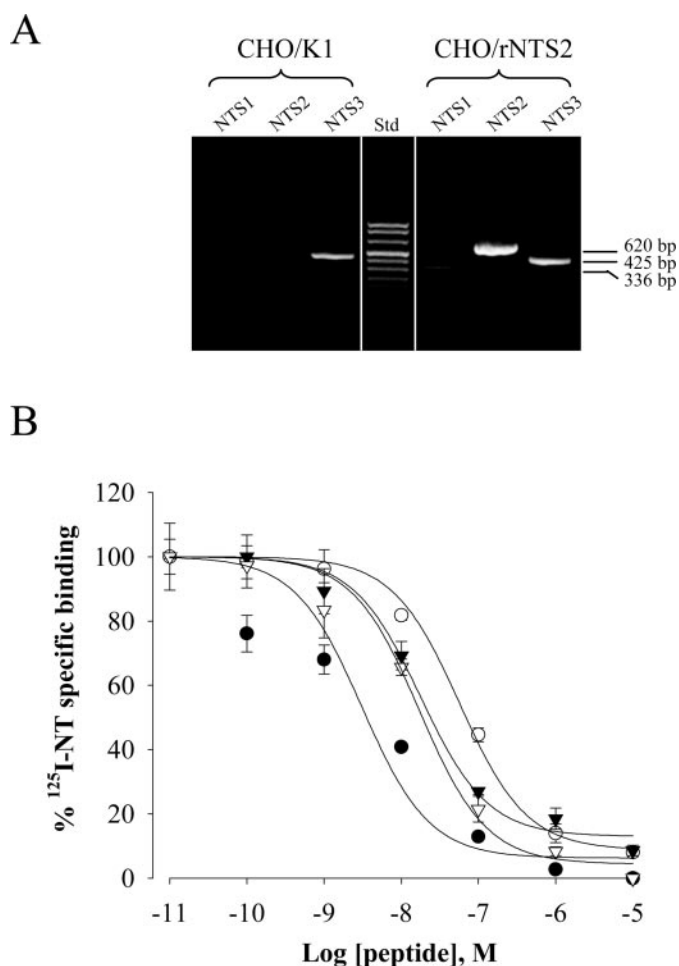 A
CHO/K1 CHO/rNTS2
NTS1 NTS2 NTS3 Std NTS1 NTS2 NTS3
620 bp
425 bp
336 bp
B
120
100
80
60
40
20
0
% ¹²⁵I-NT specific binding
-11 -10 -9 -8 -7 -6 -5
Log [peptide], M